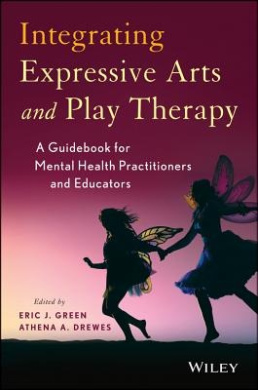 Integrating
Expressive Arts
and Play Therapy
A Guidebook for
Mental Health Practitioners
and Educators
Edited by
ERIC J. GREEN
ATHENA A. DREWES
WILEY